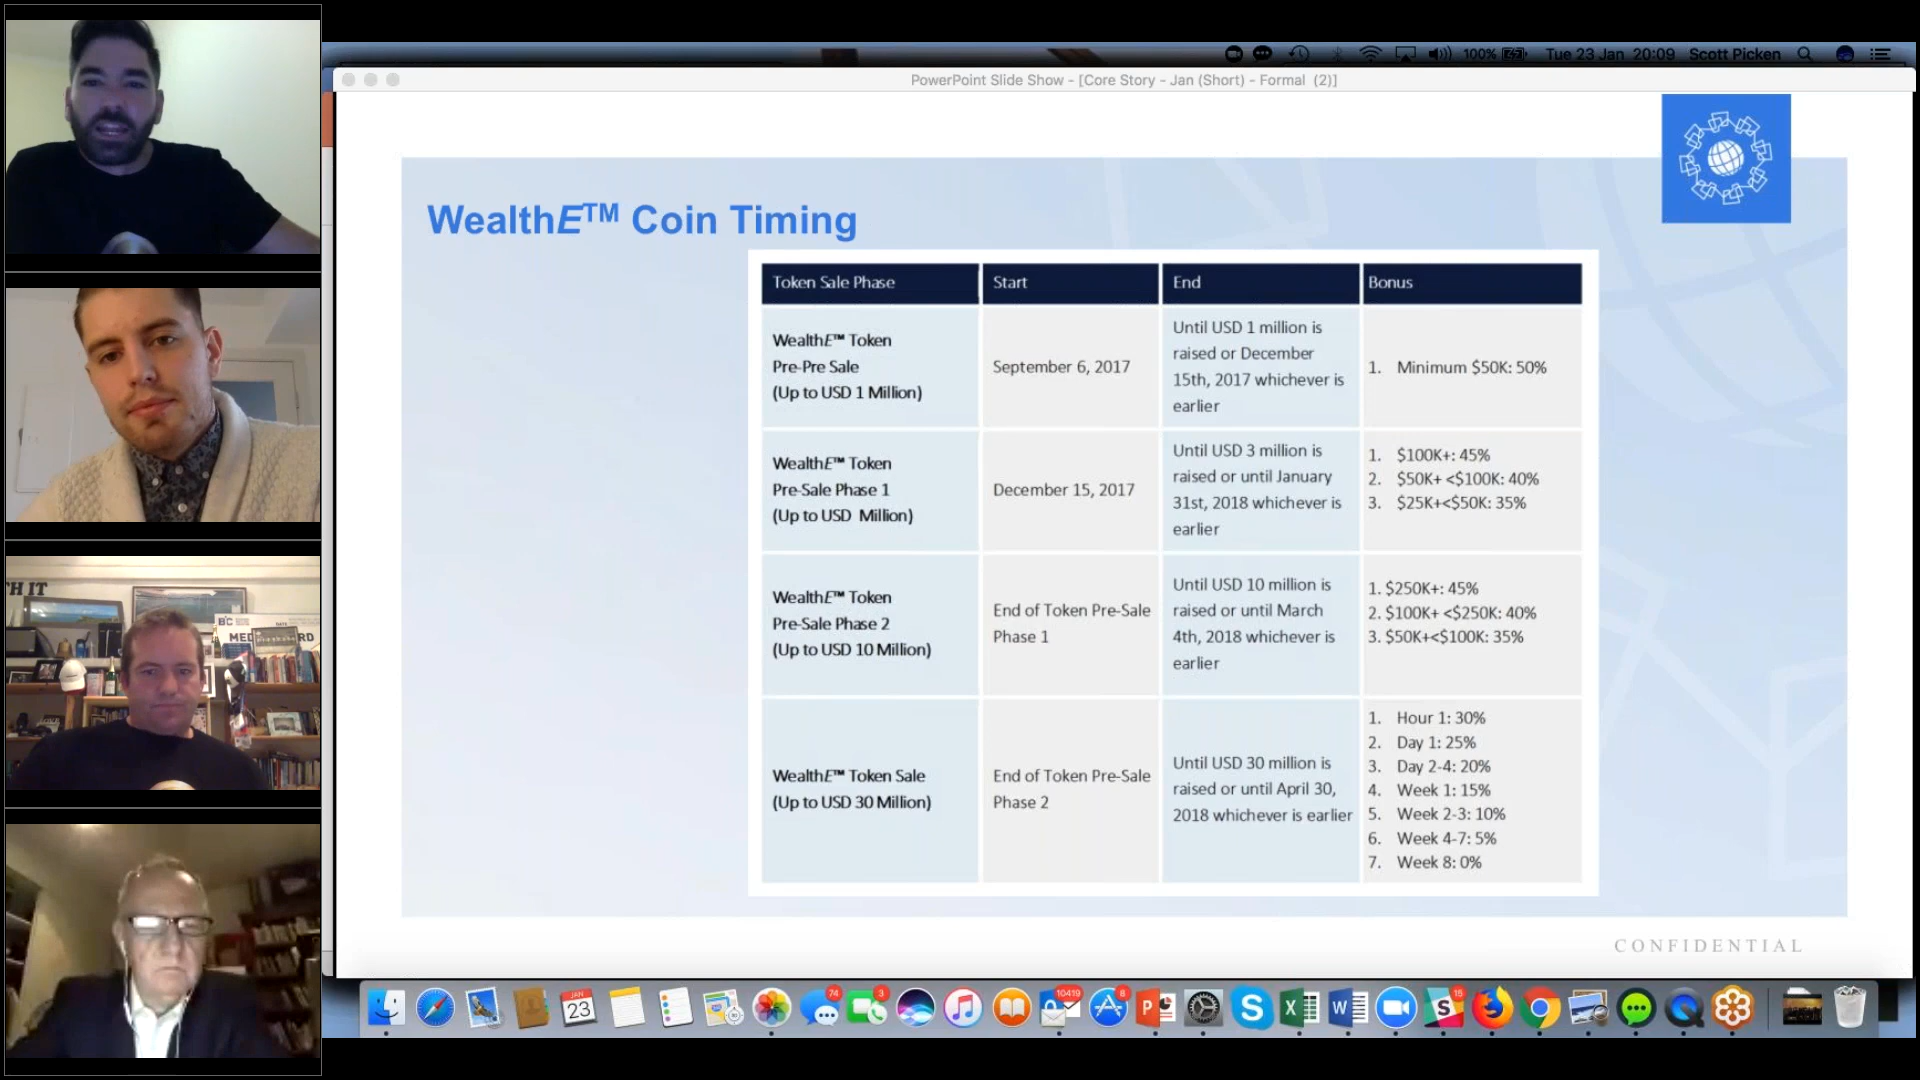 100%
Tue 23 Jan 20:09 Scott Picken
PowerPoint Slide Show - [Core Story - Jan (Short) - Formal (2)]
WealthE™ Coin Timing
Token Sale Phase
Start
End
Bonus
WealthE™ Token
Pre-Pre Sale
(Up to USD 1 Million)
September 6, 2017
Until USD 1 million is
raised or December
15th, 2017 whichever is
earlier
1. Minimum $50K: 50%
WealthE™ Token
Pre-Sale Phase 1
(Up to USD Million)
December 15, 2017
Until USD 3 million is
raised or until January
31st, 2018 whichever is
earlier
1. $100K+: 45%
2. $50K+ <$100K: 40%
3. $25K+<$50K: 35%
WealthE™ Token
Pre-Sale Phase 2
(Up to USD 10 Million)
End of Token Pre-Sale
Phase 1
Until USD 10 million is
raised or until March
4th, 2018 whichever is
earlier
1. $250K+: 45%
2. $100K+ <$250K: 40%
3. $50K+<$100K: 35%
WealthE™ Token Sale
(Up to USD 30 Million)
End of Token Pre-Sale
Phase 2
Until USD 30 million is
raised or until April 30,
2018 whichever is earlier
1. Hour 1: 30%
2. Day 1: 25%
3. Day 2-4: 20%
4. Week 1: 15%
5. Week 2-3: 10%
6. Week 4-7: 5%
7. Week 8: 0%
CONFIDENTIAL
TH IT
BC
JAN
23
74
3
10419
6
15